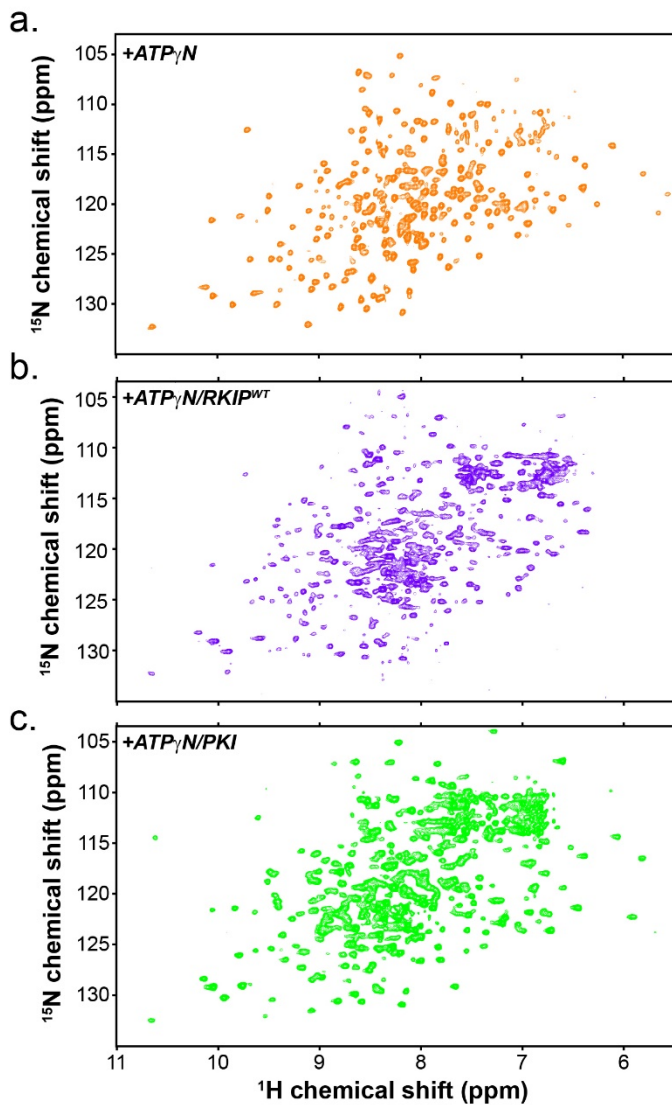 a.
105
+ATPγN
110
115
120
125
130
¹⁵N chemical shift (ppm)
b.
105
+ATPγN/RKIPᵂᵀ
110
115
120
125
130
¹⁵N chemical shift (ppm)
c.
105
+ATPγN/PKI
110
115
120
125
130
¹⁵N chemical shift (ppm)
11 10 9 8 7 6
¹H chemical shift (ppm)